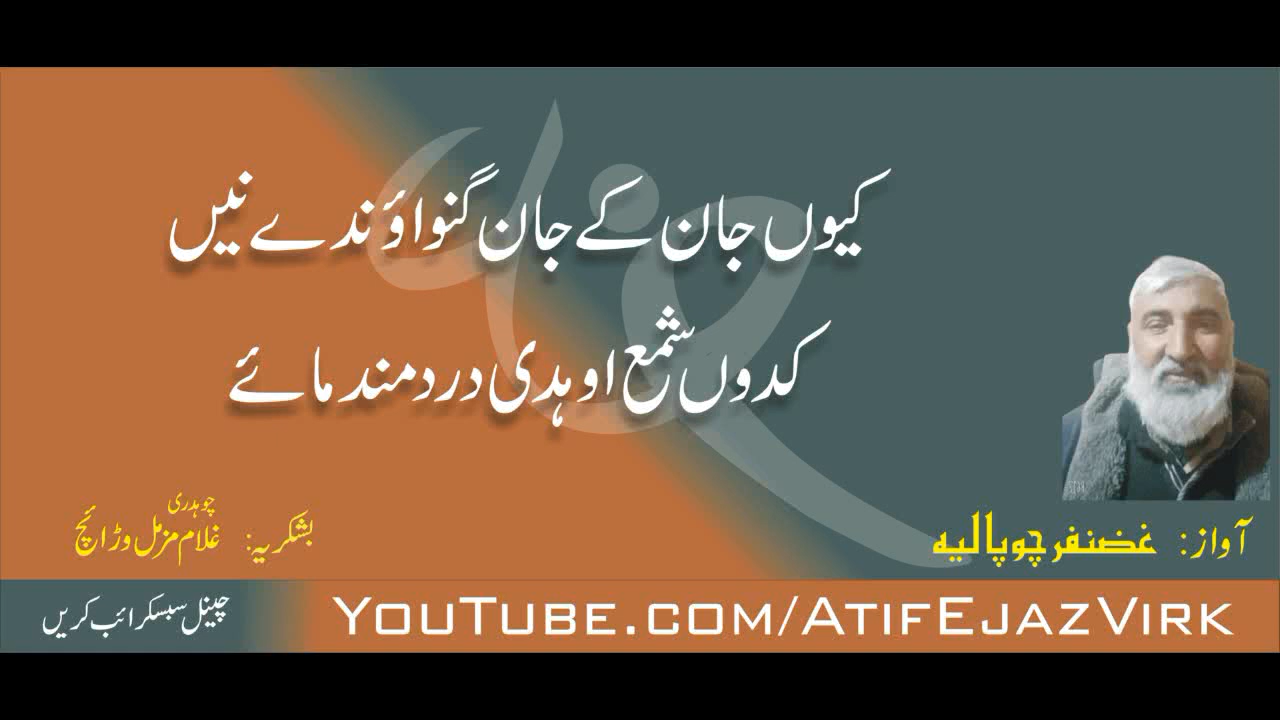 کیوں جان کے جان گنواؤندے نیں
کدوں شمع اوہدی دردمند مائے
آواز: غضنفر چوپالیہ
بشکریہ: چوہدری غلام مزمل وڑائچ
YOUTUBE.COM/ATIFEJAZVIRK
چینل سبسکرائب کریں